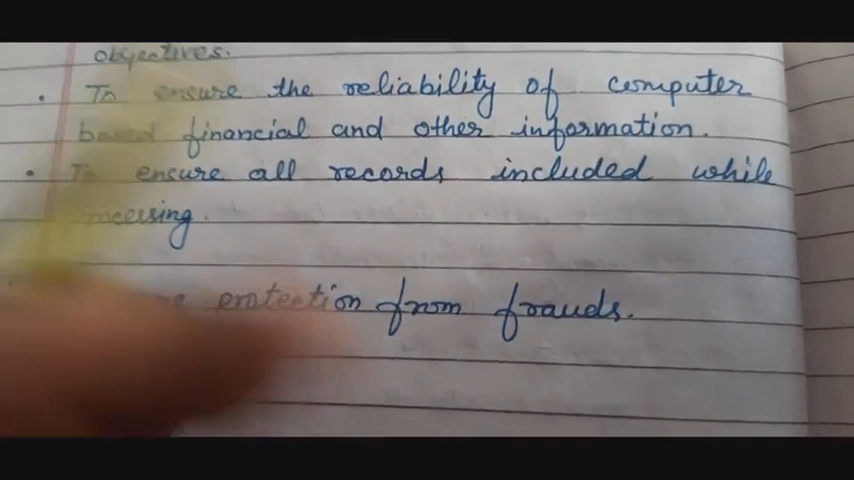 objectives.
• To ensure the reliability of computer
based financial and other information.
• To ensure all records included while
processing.
protection from frauds.